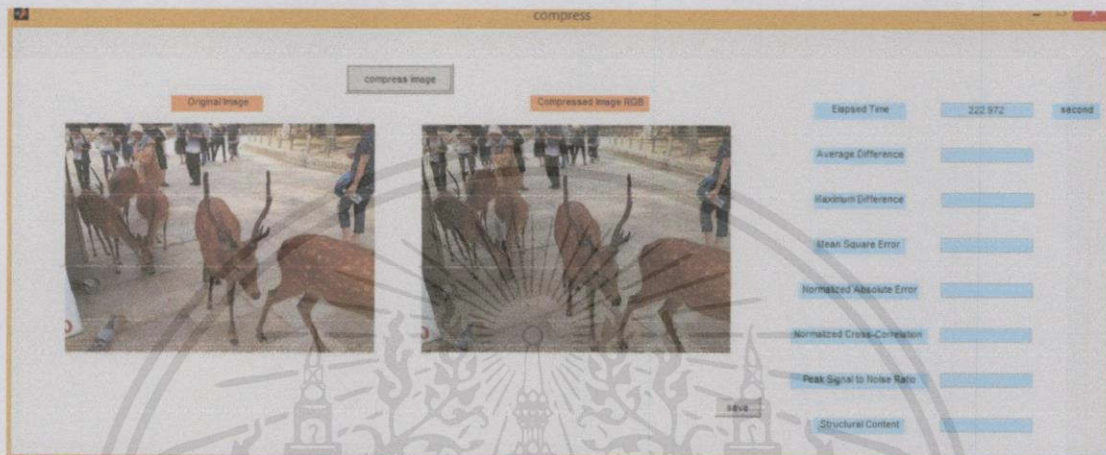 compress
compress image
Original Image
Compressed Image RGB
Elapsed Time 222.972 second
Average Difference
Maximum Difference
Mean Square Error
Normalized Absolute Error
Normalized Cross-Correlation
Peak Signal to Noise Ratio
save
Structural Content